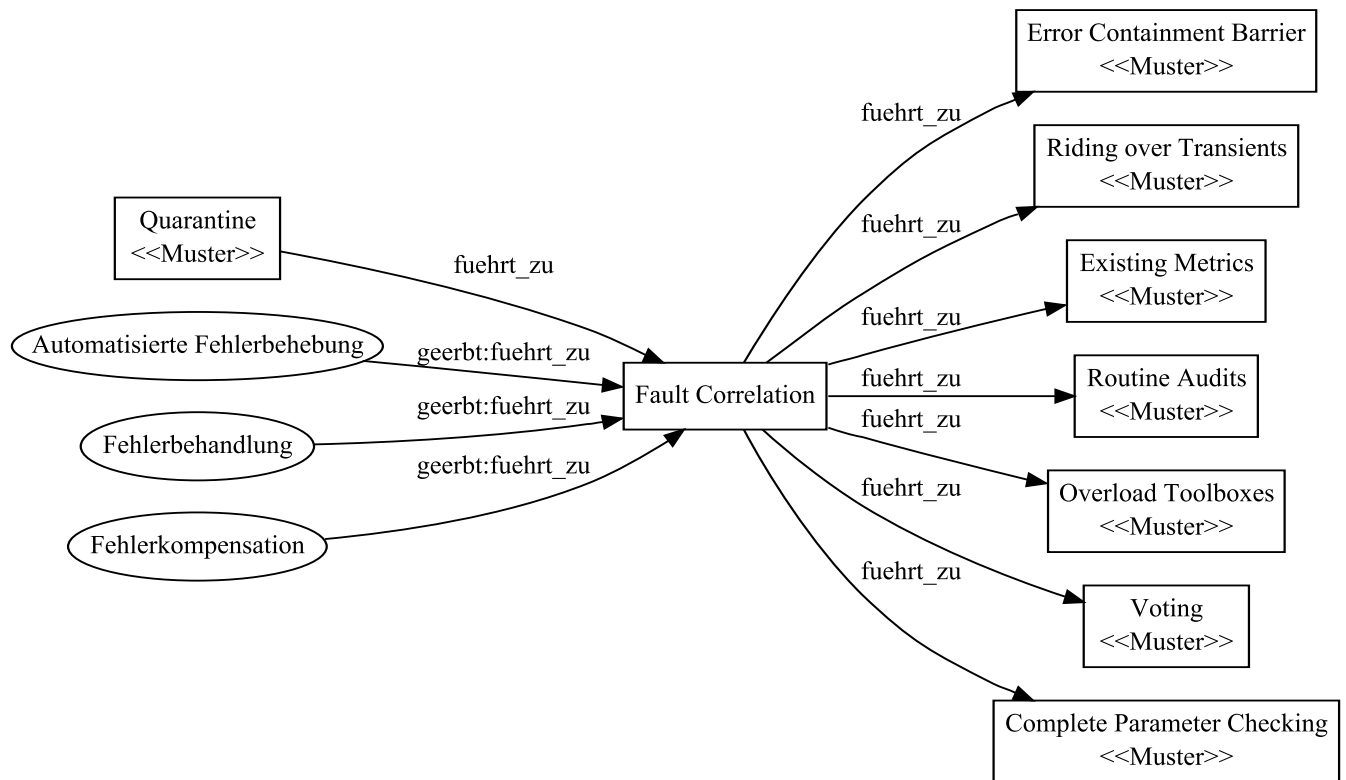 Error Containment Barrier
<<Muster>>
fuehrt_zu
Riding over Transients
<<Muster>>
fuehrt_zu
Quarantine
<<Muster>>
fuehrt_zu
Existing Metrics
<<Muster>>
fuehrt_zu
Automatisierte Fehlerbehebung
geerbt:fuehrt_zu
Fault Correlation
fuehrt_zu
Routine Audits
<<Muster>>
Fehlerbehandlung
geerbt:fuehrt_zu
fuehrt_zu
Overload Toolboxes
<<Muster>>
Fehlerkompensation
geerbt:fuehrt_zu
fuehrt_zu
Voting
<<Muster>>
fuehrt_zu
Complete Parameter Checking
<<Muster>>